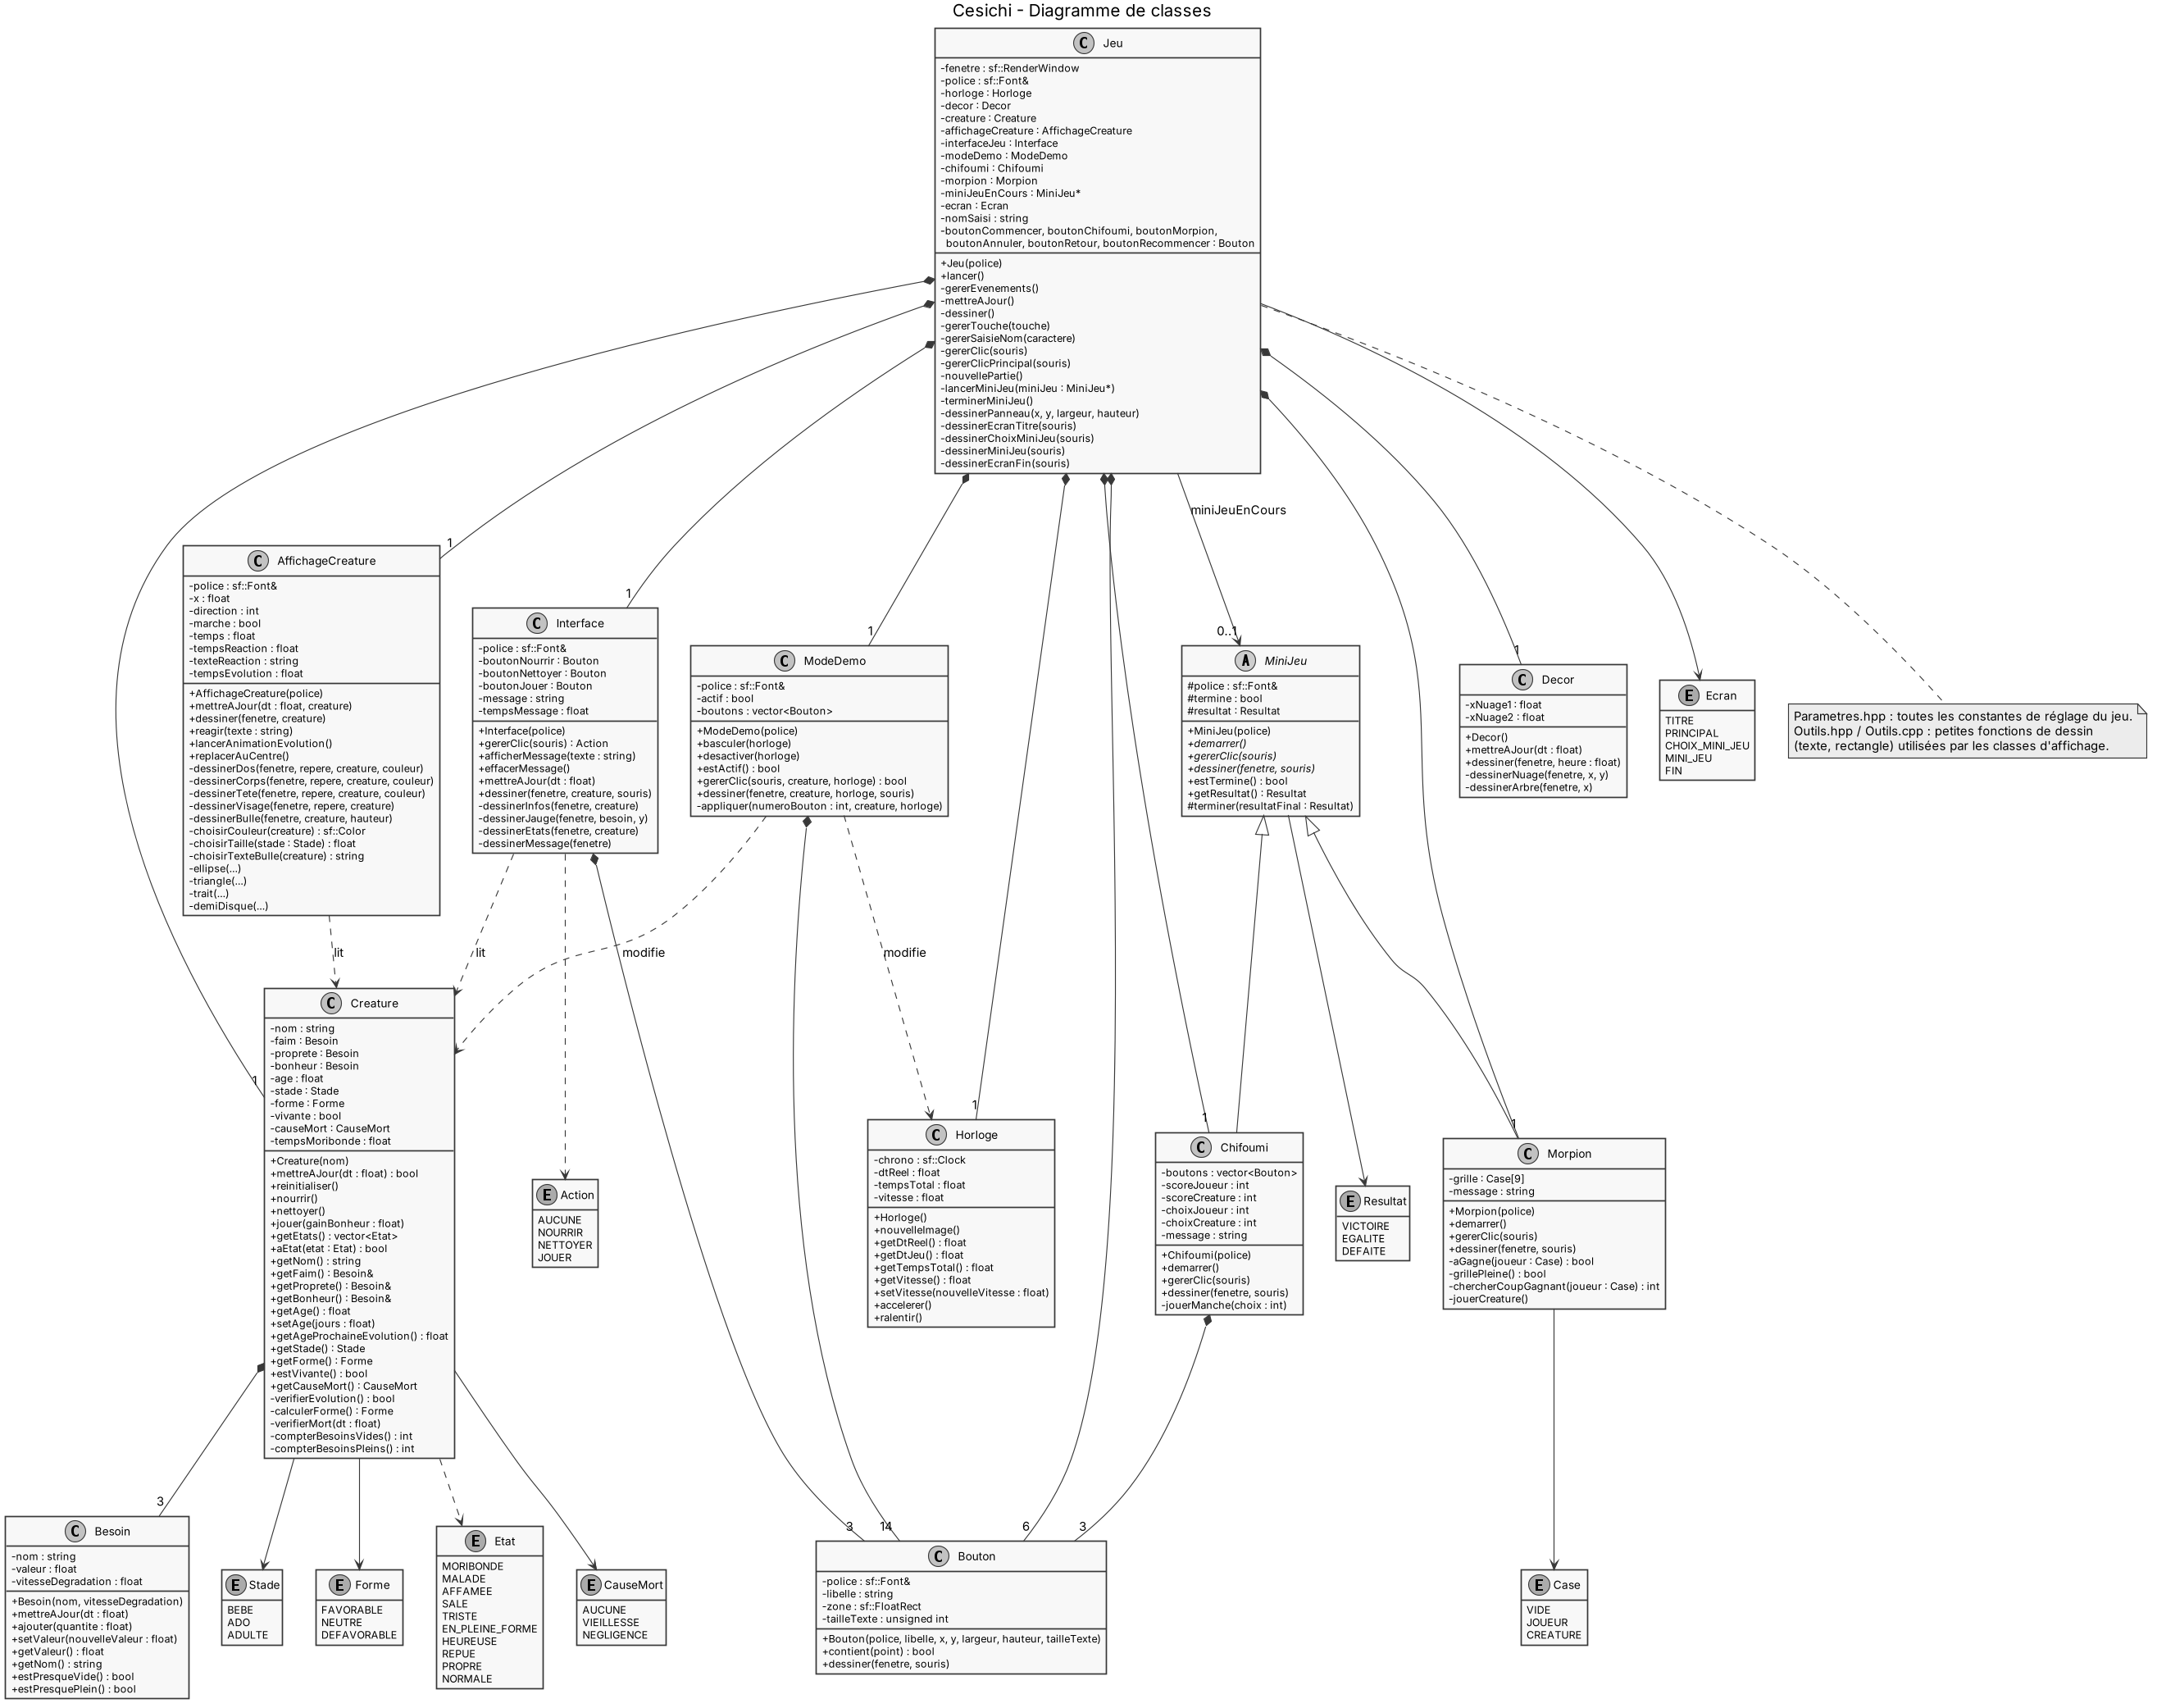 Cesichi - Diagramme de classes
C Jeu
-fenetre : sf::RenderWindow
-police : sf::Font&
-horloge : Horloge
-decor : Decor
-creature : Creature
-affichageCreature : AffichageCreature
-interfaceJeu : Interface
-modeDemo : ModeDemo
-chifoumi : Chifoumi
-morpion : Morpion
-miniJeuEnCours : MiniJeu*
-ecran : Ecran
-nomSaisi : string
-boutonCommencer, boutonChifoumi, boutonMorpion,
boutonAnnuler, boutonRetour, boutonRecommencer : Bouton
+Jeu(police)
+lancer()
-gererEvenements()
-mettreAJour()
-dessiner()
-gererTouche(touche)
-gererSaisieNom(caractere)
-gererClic(souris)
-gererClicPrincipal(souris)
-nouvellePartie()
-lancerMiniJeu(miniJeu : MiniJeu*)
-terminerMiniJeu()
-dessinerPanneau(x, y, largeur, hauteur)
-dessinerEcranTitre(souris)
-dessinerChoixMiniJeu(souris)
-dessinerMiniJeu(souris)
-dessinerEcranFin(souris)
miniJeuEnCours
1
1
1
0..1
1
C AffichageCreature
-police : sf::Font&
-x : float
-direction : int
-marche : bool
-temps : float
-tempsReaction : float
-texteReaction : string
-tempsEvolution : float
+AffichageCreature(police)
+mettreAJour(dt : float, creature)
+dessiner(fenetre, creature)
+reagir(texte : string)
+lancerAnimationEvolution()
+replacerAuCentre()
-dessinerDos(fenetre, repere, creature, couleur)
-dessinerCorps(fenetre, repere, creature, couleur)
-dessinerTete(fenetre, repere, creature, couleur)
-dessinerVisage(fenetre, repere, creature)
-dessinerBulle(fenetre, creature, hauteur)
-choisirCouleur(creature) : sf::Color
-choisirTaille(stade : Stade) : float
-choisirTexteBulle(creature) : string
-ellipse(...)
-triangle(...)
-trait(...)
-demiDisque(...)
C Interface
-police : sf::Font&
-boutonNourrir : Bouton
-boutonNettoyer : Bouton
-boutonJouer : Bouton
-message : string
-tempsMessage : float
+Interface(police)
+gererClic(souris) : Action
+afficherMessage(texte : string)
+effacerMessage()
+mettreAJour(dt : float)
+dessiner(fenetre, creature, souris)
-dessinerInfos(fenetre, creature)
-dessinerJauge(fenetre, besoin, y)
-dessinerEtats(fenetre, creature)
-dessinerMessage(fenetre)
C ModeDemo
-police : sf::Font&
-actif : bool
-boutons : vector<Bouton>
+ModeDemo(police)
+basculer(horloge)
+desactiver(horloge)
+estActif() : bool
+gererClic(souris, creature, horloge) : bool
+dessiner(fenetre, creature, horloge, souris)
-appliquer(numeroBouton : int, creature, horloge)
A MiniJeu
#police : sf::Font&
#termine : bool
#resultat : Resultat
+MiniJeu(police)
+demarrer()
+gererClic(souris)
+dessiner(fenetre, souris)
+estTermine() : bool
+getResultat() : Resultat
#terminer(resultatFinal : Resultat)
C Decor
-xNuage1 : float
-xNuage2 : float
+Decor()
+mettreAJour(dt : float)
+dessiner(fenetre, heure : float)
-dessinerNuage(fenetre, x, y)
-dessinerArbre(fenetre, x)
E Ecran
TITRE
PRINCIPAL
CHOIX_MINI_JEU
MINI_JEU
FIN
Parametres.hpp : toutes les constantes de réglage du jeu.
Outils.hpp / Outils.cpp : petites fonctions de dessin
(texte, rectangle) utilisées par les classes d'affichage.
lit
lit
modifie
modifie
1
1
1
1
C Creature
-nom : string
-faim : Besoin
-proprete : Besoin
-bonheur : Besoin
-age : float
-stade : Stade
-forme : Forme
-vivante : bool
-causeMort : CauseMort
-tempsMoribonde : float
+Creature(nom)
+mettreAJour(dt : float) : bool
+reinitialiser()
+nourrir()
+nettoyer()
+jouer(gainBonheur : float)
+getEtats() : vector<Etat>
+aEtat(etat : Etat) : bool
+getNom() : string
+getFaim() : Besoin&
+getProprete() : Besoin&
+getBonheur() : Besoin&
+getAge() : float
+setAge(jours : float)
+getAgeProchaineEvolution() : float
+getStade() : Stade
+getForme() : Forme
+estVivante() : bool
+getCauseMort() : CauseMort
-verifierEvolution() : bool
-calculerForme() : Forme
-verifierMort(dt : float)
-compterBesoinsVides() : int
-compterBesoinsPleins() : int
E Action
AUCUNE
NOURRIR
NETTOYER
JOUER
C Horloge
-chrono : sf::Clock
-dtReel : float
-tempsTotal : float
-vitesse : float
+Horloge()
+nouvelleImage()
+getDtReel() : float
+getDtJeu() : float
+getTempsTotal() : float
+getVitesse() : float
+setVitesse(nouvelleVitesse : float)
+accelerer()
+ralentir()
C Chifoumi
-boutons : vector<Bouton>
-scoreJoueur : int
-scoreCreature : int
-choixJoueur : int
-choixCreature : int
-message : string
+Chifoumi(police)
+demarrer()
+gererClic(souris)
+dessiner(fenetre, souris)
-jouerManche(choix : int)
E Resultat
VICTOIRE
EGALITE
DEFAITE
C Morpion
-grille : Case[9]
-message : string
+Morpion(police)
+demarrer()
+gererClic(souris)
+dessiner(fenetre, souris)
-aGagne(joueur : Case) : bool
-grillePleine() : bool
-chercherCoupGagnant(joueur : Case) : int
-jouerCreature()
3
3
14
6
3
C Besoin
-nom : string
-valeur : float
-vitesseDegradation : float
+Besoin(nom, vitesseDegradation)
+mettreAJour(dt : float)
+ajouter(quantite : float)
+setValeur(nouvelleValeur : float)
+getValeur() : float
+getNom() : string
+estPresqueVide() : bool
+estPresquePlein() : bool
E Stade
BEBE
ADO
ADULTE
E Forme
FAVORABLE
NEUTRE
DEFAVORABLE
E Etat
MORIBONDE
MALADE
AFFAMEE
SALE
TRISTE
EN_PLEINE_FORME
HEUREUSE
REPUE
PROPRE
NORMALE
E CauseMort
AUCUNE
VIEILLESSE
NEGLIGENCE
C Bouton
-police : sf::Font&
-libelle : string
-zone : sf::FloatRect
-tailleTexte : unsigned int
+Bouton(police, libelle, x, y, largeur, hauteur, tailleTexte)
+contient(point) : bool
+dessiner(fenetre, souris)
E Case
VIDE
JOUEUR
CREATURE